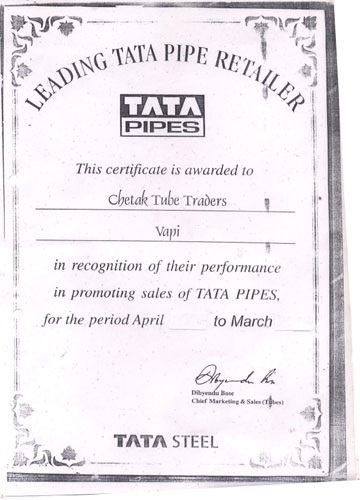 LEADING TATA PIPE RETAILER
TATA
PIPES
This certificate is awarded to
Chetak Tube Traders
Vapi
in recognition of their performance
in promoting sales of TATA PIPES,
for the period April to March
Dibyendu Bose
Chief Marketing & Sales (Tubes)
TATA STEEL